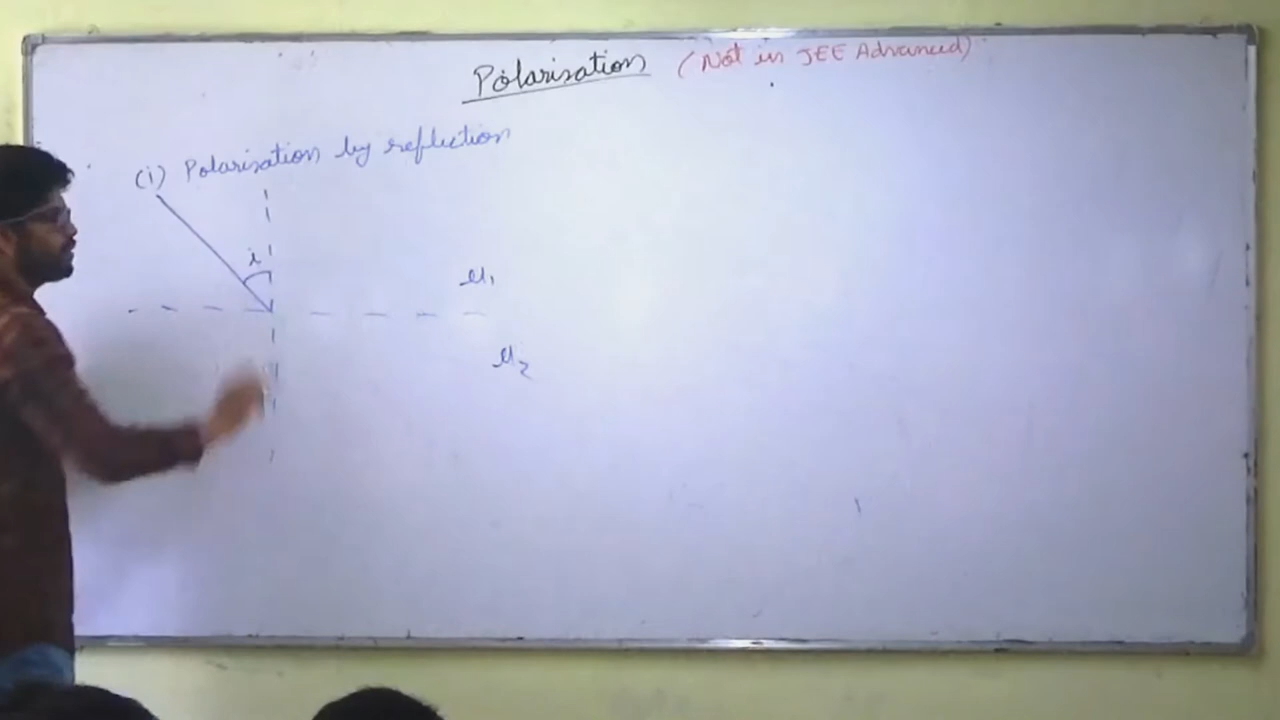 Polarisation (Not in JEE Advanced)
(i) Polarisation by reflection
i
μ₁
μ₂